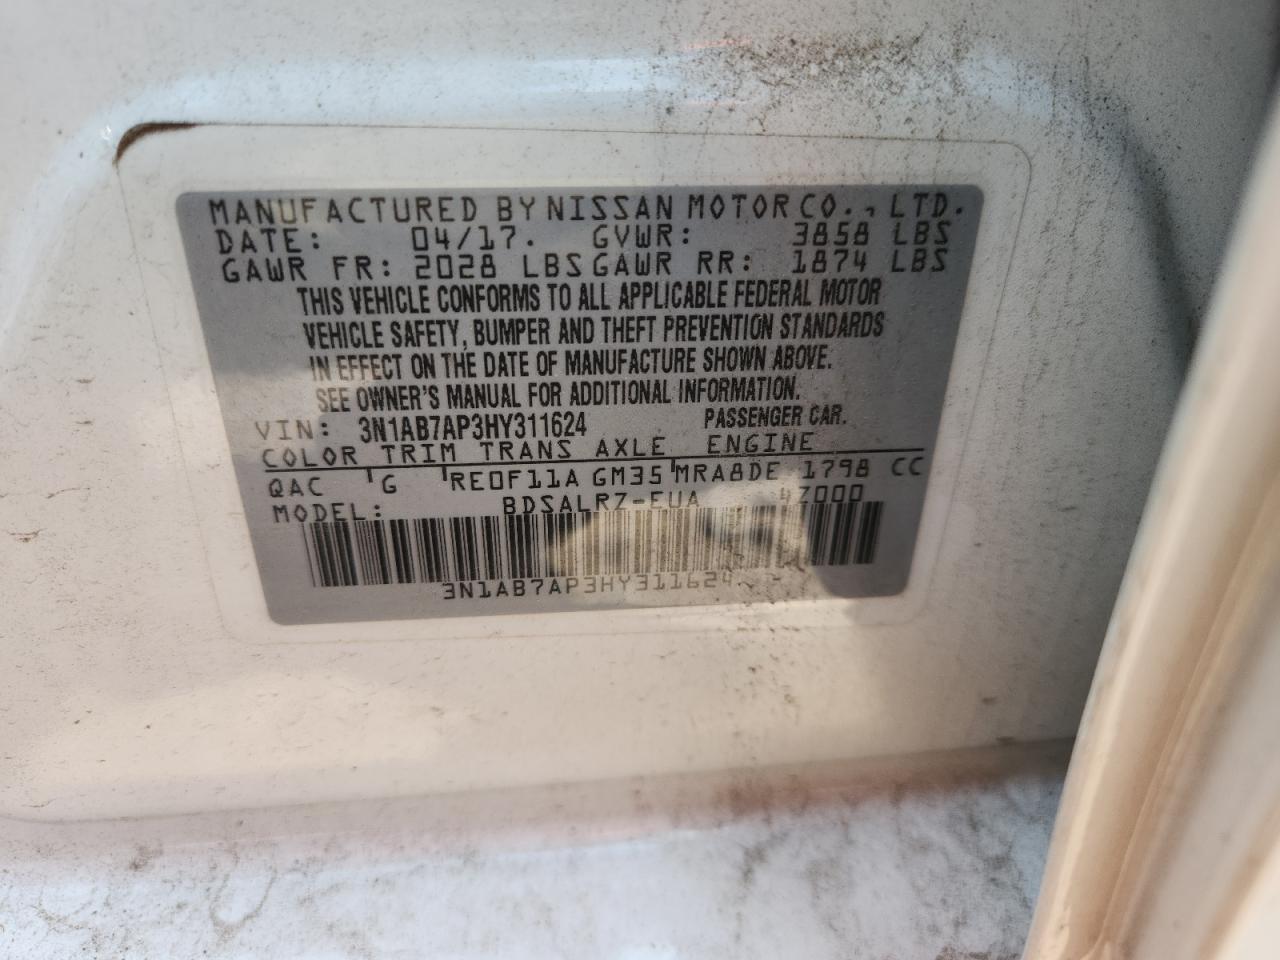 MANUFACTURED BY NISSAN MOTOR CO., LTD.
DATE: 04/17. GVWR: 3858 LBS
GAWR FR: 2028 LBS GAWR RR: 1874 LBS
THIS VEHICLE CONFORMS TO ALL APPLICABLE FEDERAL MOTOR
VEHICLE SAFETY, BUMPER AND THEFT PREVENTION STANDARDS
IN EFFECT ON THE DATE OF MANUFACTURE SHOWN ABOVE.
SEE OWNER'S MANUAL FOR ADDITIONAL INFORMATION.
VIN: 3N1AB7AP3HY311624 PASSENGER CAR.
COLOR TRIM TRANS AXLE ENGINE
QAC G RE0F11A GM35 MRA8DE 1798 CC
MODEL: BDSALRZ-EUA 4Z000
3N1AB7AP3HY311624